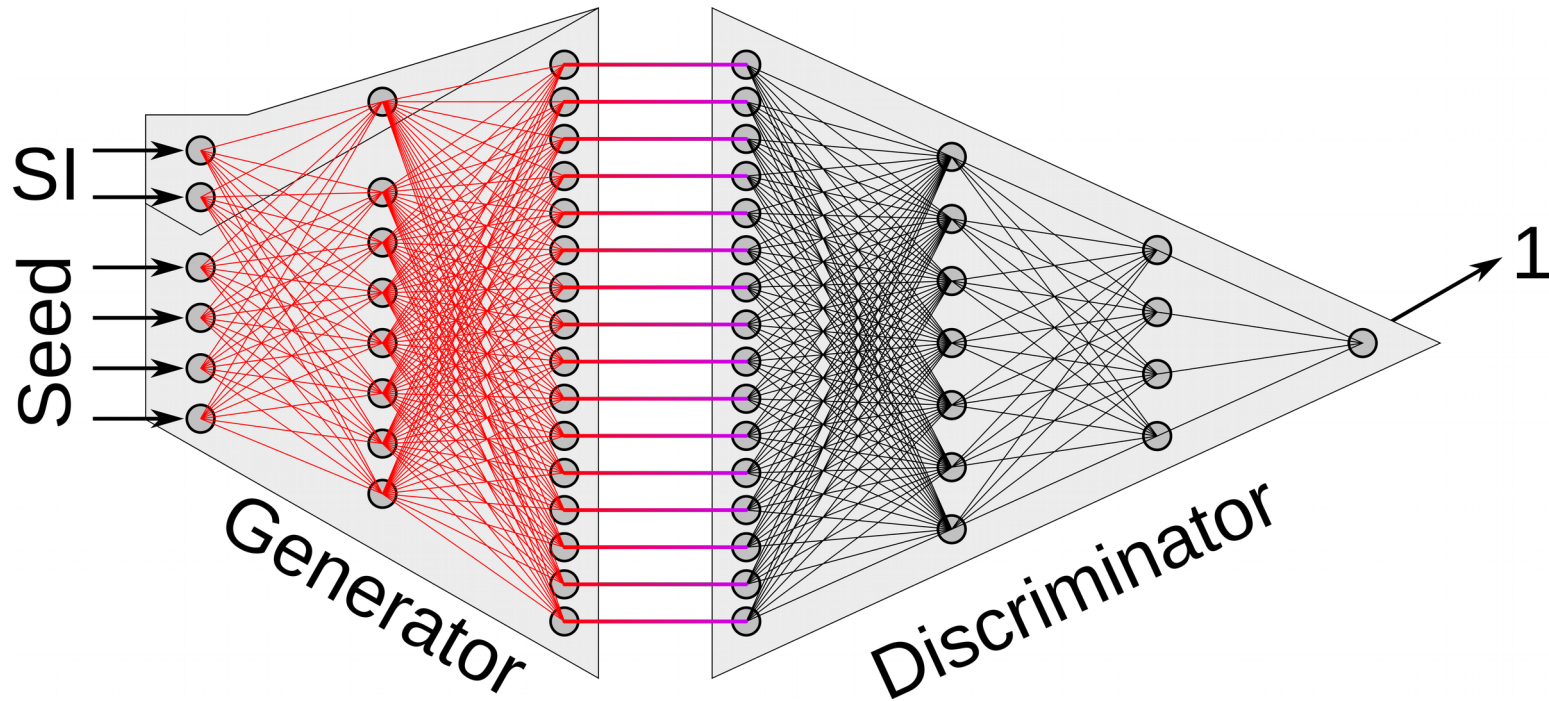 SI
Seed
Generator
Discriminator
1